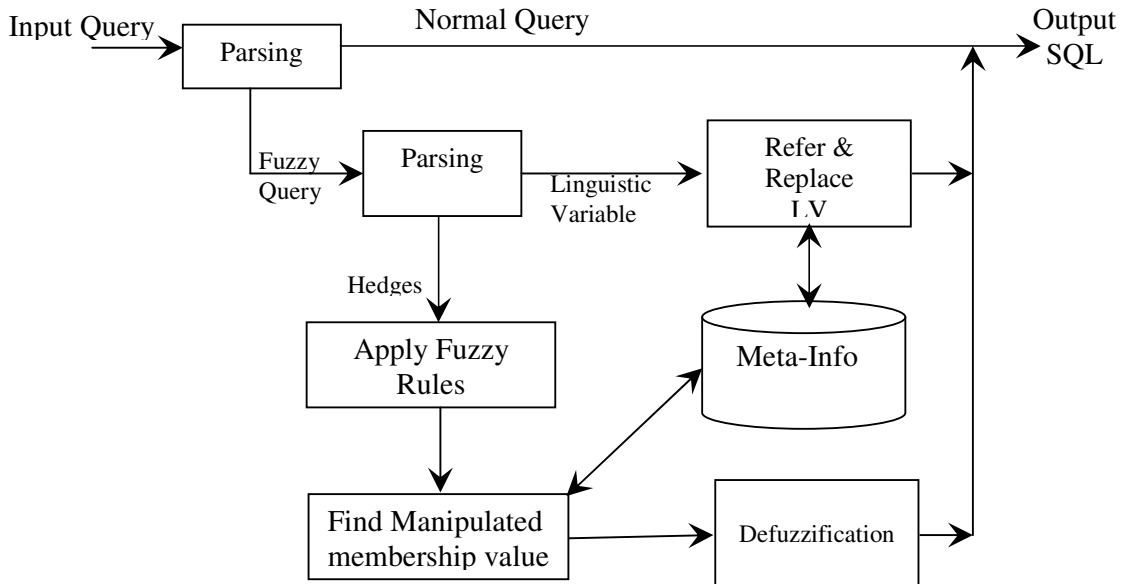 Input Query
Normal Query
Output
SQL
Parsing
Fuzzy
Query
Parsing
Linguistic
Variable
Refer &
Replace
LV
Hedges
Apply Fuzzy
Rules
Meta-Info
Find Manipulated
membership value
Defuzzification